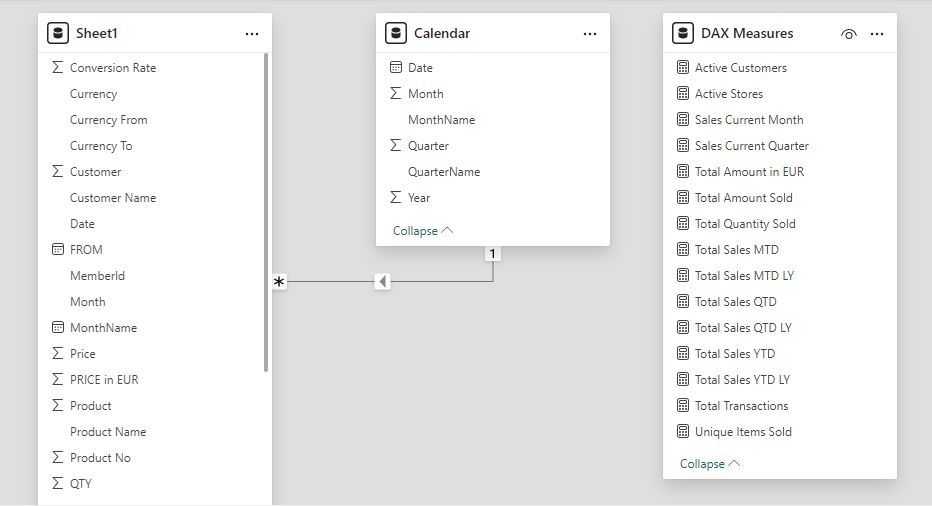 Sheet1
Conversion Rate
Currency
Currency From
Currency To
Customer
Customer Name
Date
FROM
MemberId
Month
MonthName
Price
PRICE in EUR
Product
Product Name
Product No
QTY
Calendar
Date
Month
MonthName
Quarter
QuarterName
Year
Collapse
1
*
DAX Measures
Active Customers
Active Stores
Sales Current Month
Sales Current Quarter
Total Amount in EUR
Total Amount Sold
Total Quantity Sold
Total Sales MTD
Total Sales MTD LY
Total Sales QTD
Total Sales QTD LY
Total Sales YTD
Total Sales YTD LY
Total Transactions
Unique Items Sold
Collapse